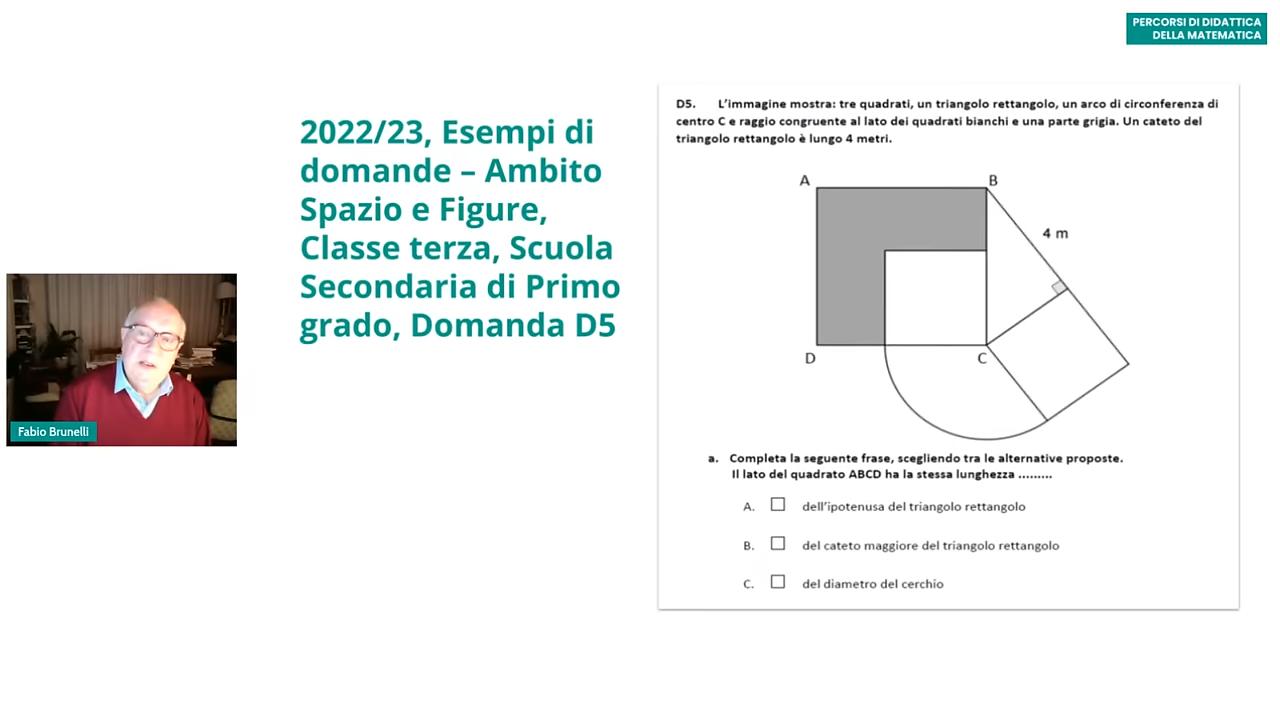 PERCORSI DI DIDATTICA
DELLA MATEMATICA
2022/23, Esempi di
domande – Ambito
Spazio e Figure,
Classe terza, Scuola
Secondaria di Primo
grado, Domanda D5
Fabio Brunelli
D5. L'immagine mostra: tre quadrati, un triangolo rettangolo, un arco di circonferenza di
centro C e raggio congruente al lato dei quadrati bianchi e una parte grigia. Un cateto del
triangolo rettangolo è lungo 4 metri.
A
B
4 m
D
C
a. Completa la seguente frase, scegliendo tra le alternative proposte.
Il lato del quadrato ABCD ha la stessa lunghezza .........
A. dell'ipotenusa del triangolo rettangolo
B. del cateto maggiore del triangolo rettangolo
C. del diametro del cerchio